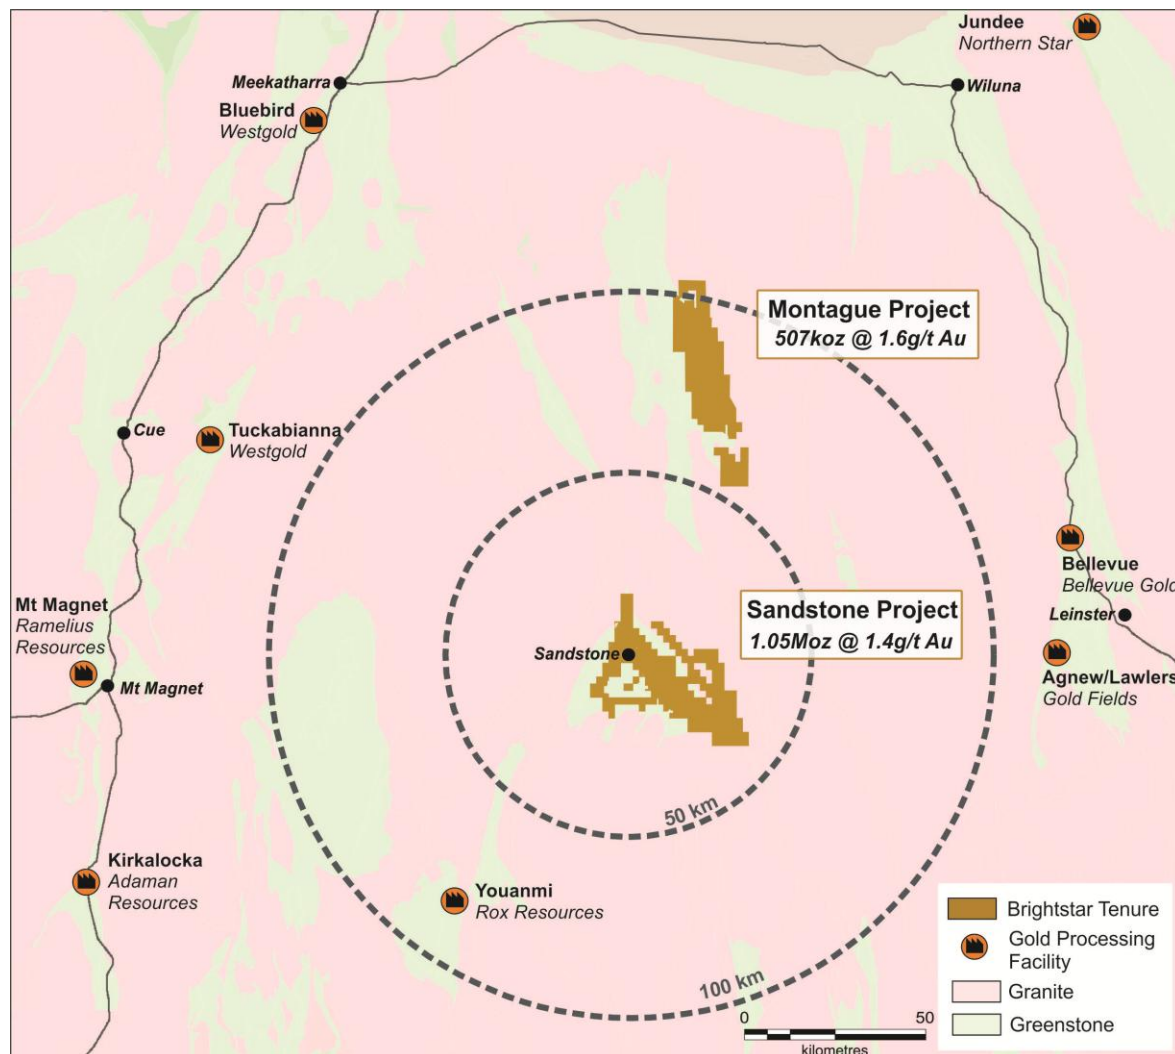 Jundee
Northern Star
Meekatharra
Wiluna
Bluebird
Westgold
Montague Project
507koz @ 1.6g/t Au
Cue
Tuckabianna
Westgold
Bellevue
Bellevue Gold
Mt Magnet
Ramelius
Resources
Sandstone Project
1.05Moz @ 1.4g/t Au
Leinster
Sandstone
Agnew/Lawlers
Gold Fields
Mt Magnet
50 km
Kirkalocka
Adaman
Resources
Youanmi
Rox Resources
100 km
Brightstar Tenure
Gold Processing
Facility
Granite
Greenstone
0 50
kilometres